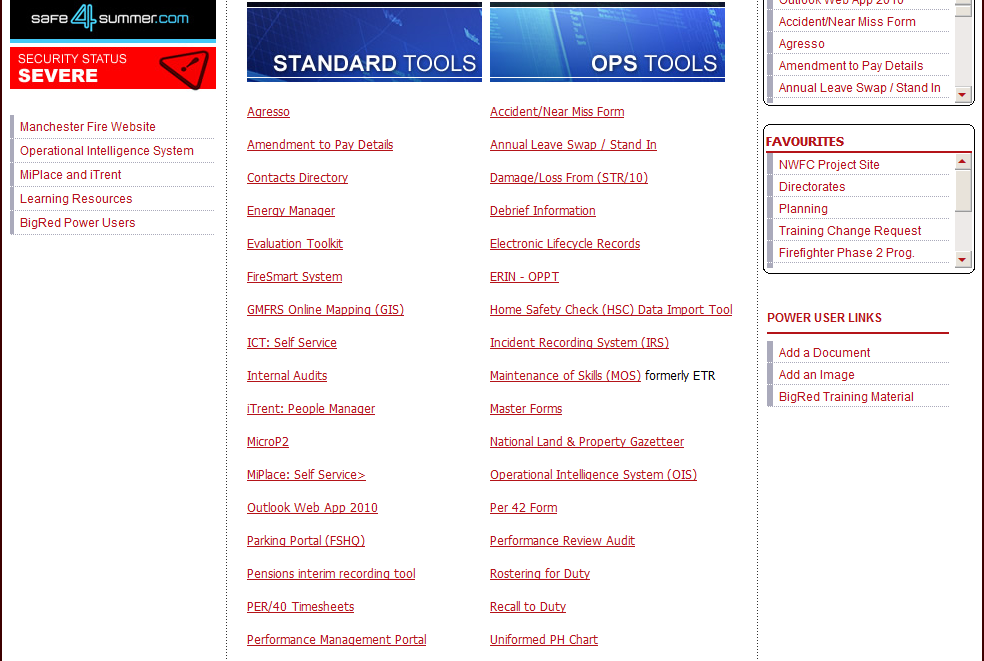 safe4summer.com
SECURITY STATUS
SEVERE
Manchester Fire Website
Operational Intelligence System
MiPlace and iTrent
Learning Resources
BigRed Power Users
STANDARD TOOLS
Agresso
Amendment to Pay Details
Contacts Directory
Energy Manager
Evaluation Toolkit
FireSmart System
GMFRS Online Mapping (GIS)
ICT: Self Service
Internal Audits
iTrent: People Manager
MicroP2
MiPlace: Self Service>
Outlook Web App 2010
Parking Portal (FSHQ)
Pensions interim recording tool
PER/40 Timesheets
Performance Management Portal
OPS TOOLS
Accident/Near Miss Form
Annual Leave Swap / Stand In
Damage/Loss From (STR/10)
Debrief Information
Electronic Lifecycle Records
ERIN - OPPT
Home Safety Check (HSC) Data Import Tool
Incident Recording System (IRS)
Maintenance of Skills (MOS) formerly ETR
Master Forms
National Land & Property Gazetteer
Operational Intelligence System (OIS)
Per 42 Form
Performance Review Audit
Rostering for Duty
Recall to Duty
Uniformed PH Chart
Outlook Web App 2010
Accident/Near Miss Form
Agresso
Amendment to Pay Details
Annual Leave Swap / Stand In
FAVOURITES
NWFC Project Site
Directorates
Planning
Training Change Request
Firefighter Phase 2 Prog.
POWER USER LINKS
Add a Document
Add an Image
BigRed Training Material